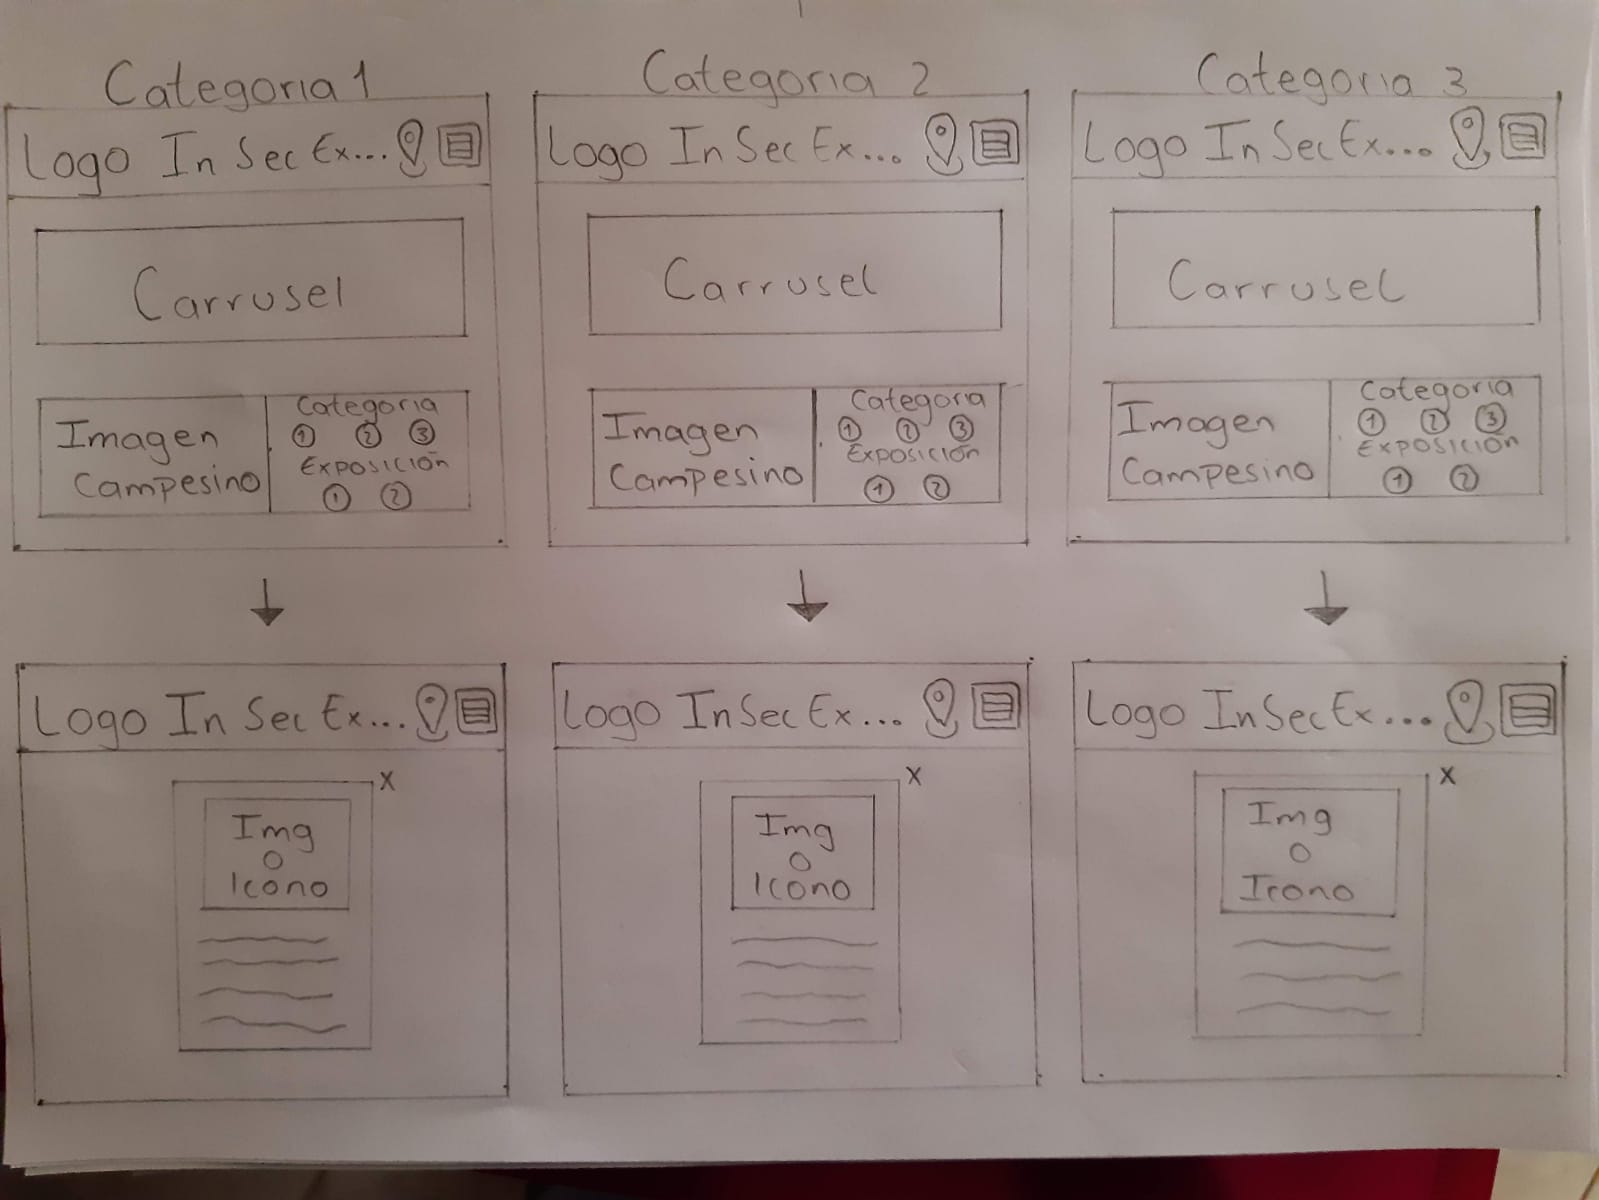 Categoria 1
Logo In Sec Ex...
Carrusel
Imagen
Campesino
Categoria
1 2 3
Exposición
1 2
Categoria 2
Logo In Sec Ex...
Carrusel
Imagen
Campesino
Categora
1 2 3
Exposición
1 2
Categoria 3
Logo In Sec Ex...
Carrusel
Imagen
Campesino
Categoria
1 2 3
Exposición
1 2
Logo In Sec Ex...
X
Img
O
Icono
Logo In Sec Ex...
X
Img
O
Icono
Logo In Sec Ex...
X
Img
O
Icono